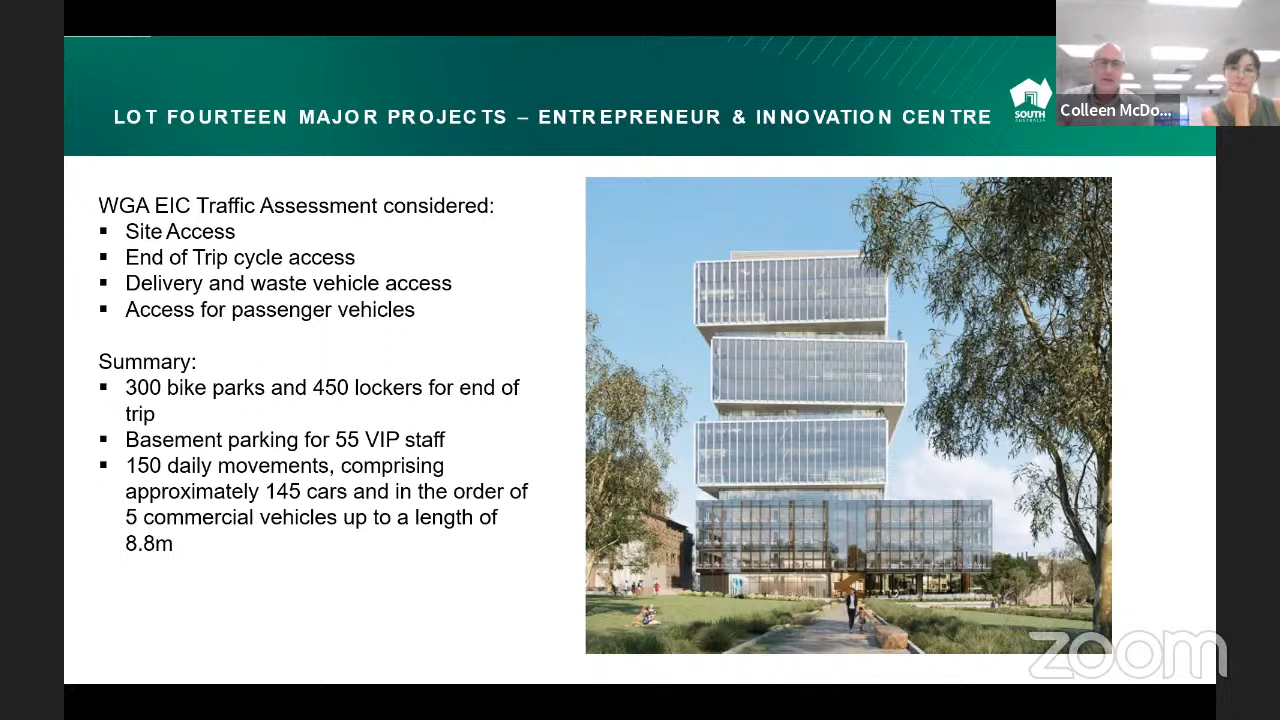 LOT FOURTEEN MAJOR PROJECTS – ENTREPRENEUR & INNOVATION CENTRE
SOUTH
AUSTRALIA
Colleen McDo...
WGA EIC Traffic Assessment considered:
▪ Site Access
▪ End of Trip cycle access
▪ Delivery and waste vehicle access
▪ Access for passenger vehicles
Summary:
▪ 300 bike parks and 450 lockers for end of
trip
▪ Basement parking for 55 VIP staff
▪ 150 daily movements, comprising
approximately 145 cars and in the order of
5 commercial vehicles up to a length of
8.8m
zoom